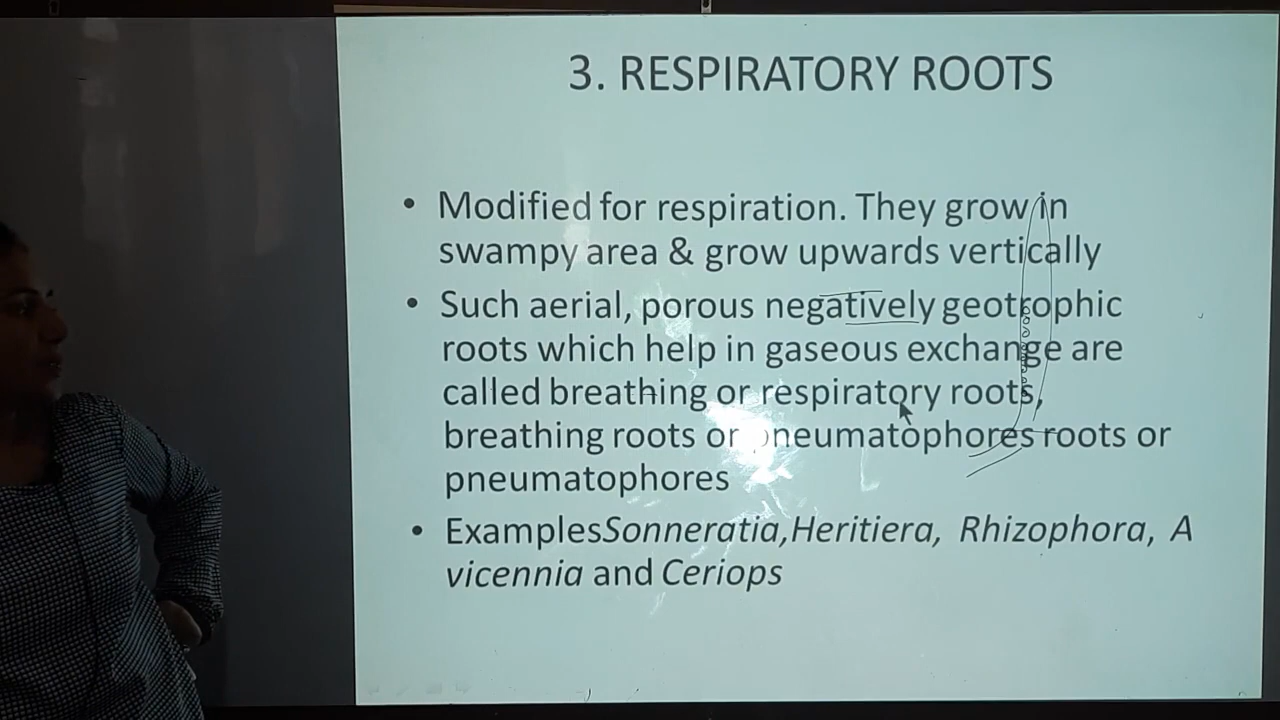 3. RESPIRATORY ROOTS
• Modified for respiration. They grow in
swampy area & grow upwards vertically
• Such aerial, porous negatively geotrophic
roots which help in gaseous exchange are
called breathing or respiratory roots,
breathing roots or pneumatophores roots or
pneumatophores
• ExamplesSonneratia,Heritiera, Rhizophora, A
vicennia and Ceriops